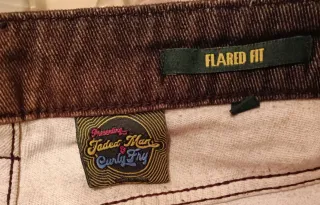 FLARED FIT
Presenting...
Jaded Man
&
Curly Fry